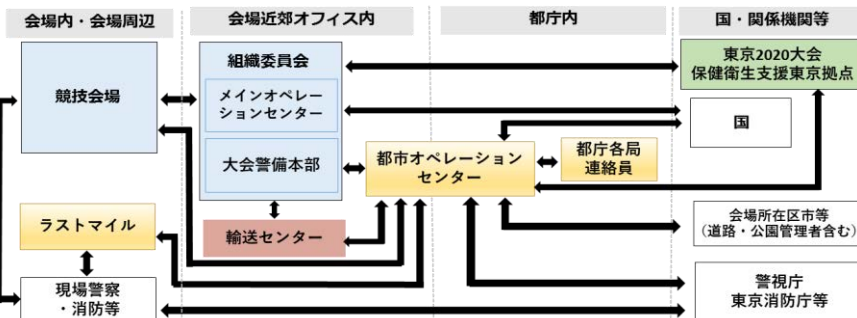 会場内・会場周辺
会場近郊オフィス内
都庁内
国・関係機関等
競技会場
組織委員会
メインオペレー
ションセンター
大会警備本部
都市オペレーション
センター
都庁各局
連絡員
東京2020大会
保健衛生支援東京拠点
国
ラストマイル
輸送センター
会場所在区市等
（道路・公園管理者含む）
現場警察
・消防等
警視庁
東京消防庁等